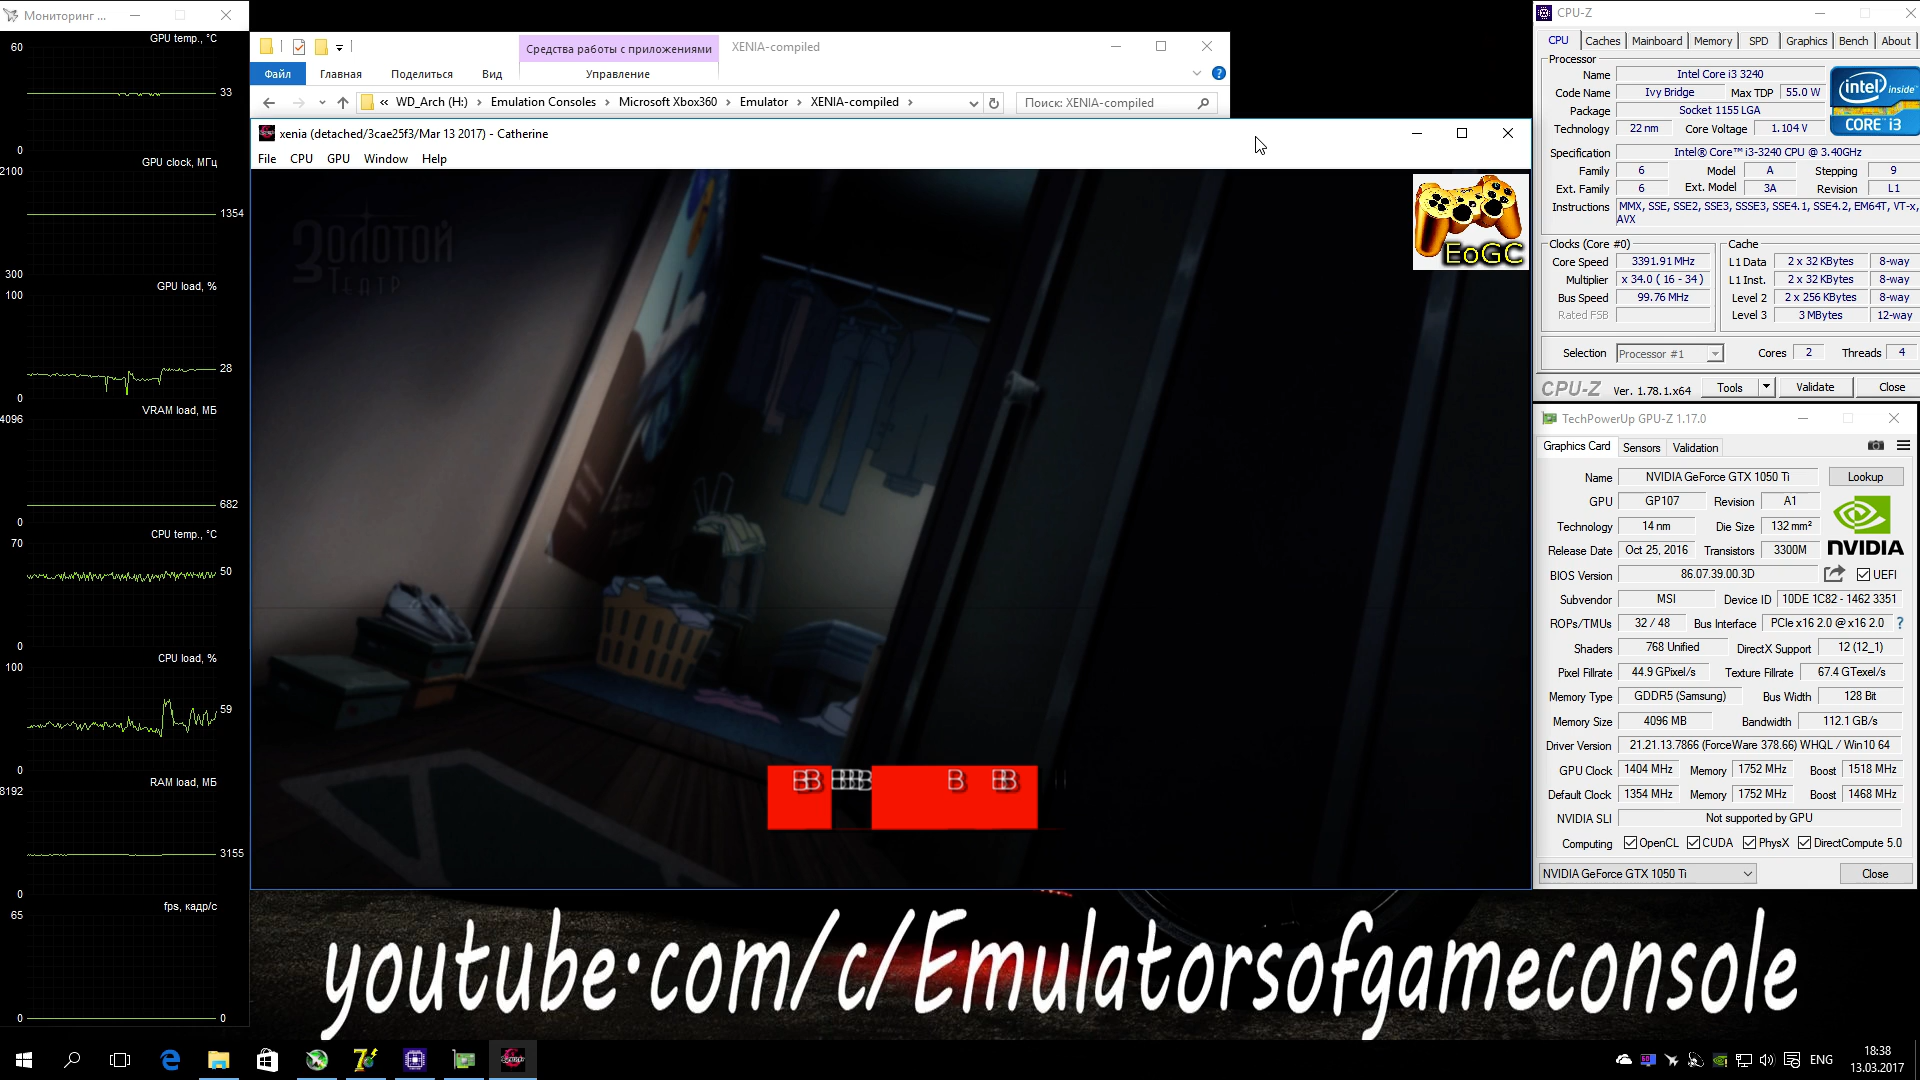 Мониторинг ...
GPU temp., °C
60
33
0
GPU clock, МГц
2100
1354
300
GPU load, %
100
28
0
VRAM load, МБ
4096
682
0
CPU temp., °C
70
50
0
CPU load, %
100
59
0
RAM load, МБ
8192
3155
0
fps, кадр/с
65
0
0
Средства работы с приложениями
XENIA-compiled
Файл
Главная
Поделиться
Вид
Управление
« WD_Arch (H:) › Emulation Consoles › Microsoft Xbox360 › Emulator › XENIA-compiled ›
Поиск: XENIA-compiled
xenia (detached/3cae25f3/Mar 13 2017) - Catherine
File CPU GPU Window Help
Золотой
Театр
EoGC
BB BBB B BB
youtube.com/c/Emulatorsofgameconsole
CPU-Z
CPU Caches Mainboard Memory SPD Graphics Bench About
Processor
Name Intel Core i3 3240
Code Name Ivy Bridge Max TDP 55.0 W
Package Socket 1155 LGA
Technology 22 nm Core Voltage 1.104 V
intel inside™
CORE i3
Specification Intel® Core™ i3-3240 CPU @ 3.40GHz
Family 6 Model A Stepping 9
Ext. Family 6 Ext. Model 3A Revision L1
Instructions MMX, SSE, SSE2, SSE3, SSSE3, SSE4.1, SSE4.2, EM64T, VT-x,
AVX
Clocks (Core #0)
Core Speed 3391.91 MHz
Multiplier x 34.0 ( 16 - 34 )
Bus Speed 99.76 MHz
Rated FSB
Cache
L1 Data 2 x 32 KBytes 8-way
L1 Inst. 2 x 32 KBytes 8-way
Level 2 2 x 256 KBytes 8-way
Level 3 3 MBytes 12-way
Selection Processor #1 Cores 2 Threads 4
CPU-Z Ver. 1.78.1.x64 Tools Validate Close
TechPowerUp GPU-Z 1.17.0
Graphics Card Sensors Validation
Name NVIDIA GeForce GTX 1050 Ti Lookup
GPU GP107 Revision A1
Technology 14 nm Die Size 132 mm²
Release Date Oct 25, 2016 Transistors 3300M
NVIDIA
BIOS Version 86.07.39.00.3D UEFI
Subvendor MSI Device ID 10DE 1C82 - 1462 3351
ROPs/TMUs 32 / 48 Bus Interface PCIe x16 2.0 @ x16 2.0 ?
Shaders 768 Unified DirectX Support 12 (12_1)
Pixel Fillrate 44.9 GPixel/s Texture Fillrate 67.4 GTexel/s
Memory Type GDDR5 (Samsung) Bus Width 128 Bit
Memory Size 4096 MB Bandwidth 112.1 GB/s
Driver Version 21.21.13.7866 (ForceWare 378.66) WHQL / Win10 64
GPU Clock 1404 MHz Memory 1752 MHz Boost 1518 MHz
Default Clock 1354 MHz Memory 1752 MHz Boost 1468 MHz
NVIDIA SLI Not supported by GPU
Computing OpenCL CUDA PhysX DirectCompute 5.0
NVIDIA GeForce GTX 1050 Ti Close
ENG
18:38
13.03.2017